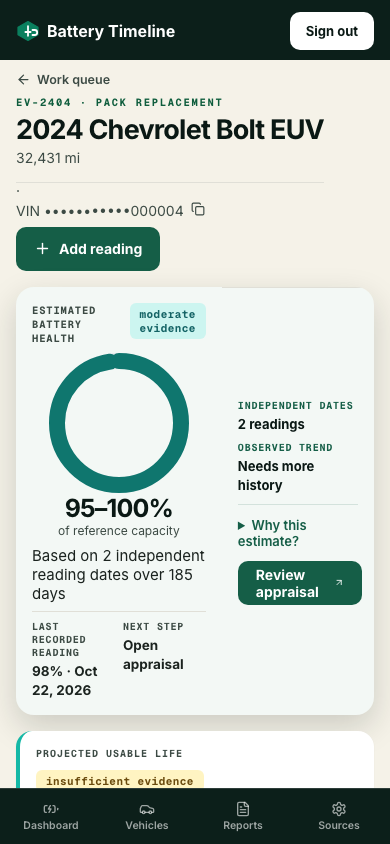 Battery Timeline
Sign out
Work queue
EV-2404 · PACK REPLACEMENT
2024 Chevrolet Bolt EUV
32,431 mi
·
VIN •••••••••••000004
Add reading
ESTIMATED
BATTERY
HEALTH
moderate
evidence
95–100%
of reference capacity
Based on 2 independent
reading dates over 185
days
LAST
RECORDED
READING
98% · Oct
22, 2026
NEXT STEP
Open
appraisal
INDEPENDENT DATES
2 readings
OBSERVED TREND
Needs more
history
Why this
estimate?
Review
appraisal
PROJECTED USABLE LIFE
insufficient evidence
Dashboard
Vehicles
Reports
Sources